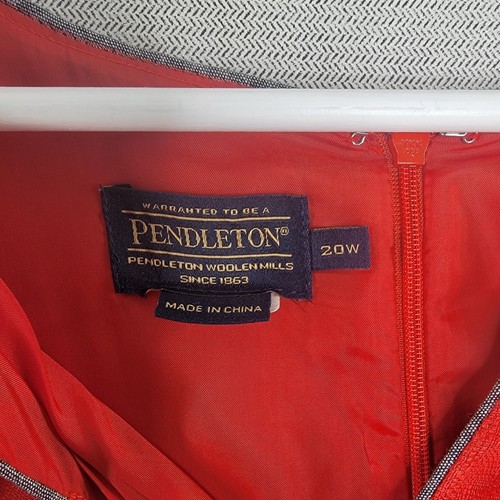 WARRANTED TO BE A
PENDLETON®
PENDLETON WOOLEN MILLS
SINCE 1863
20W
MADE IN CHINA